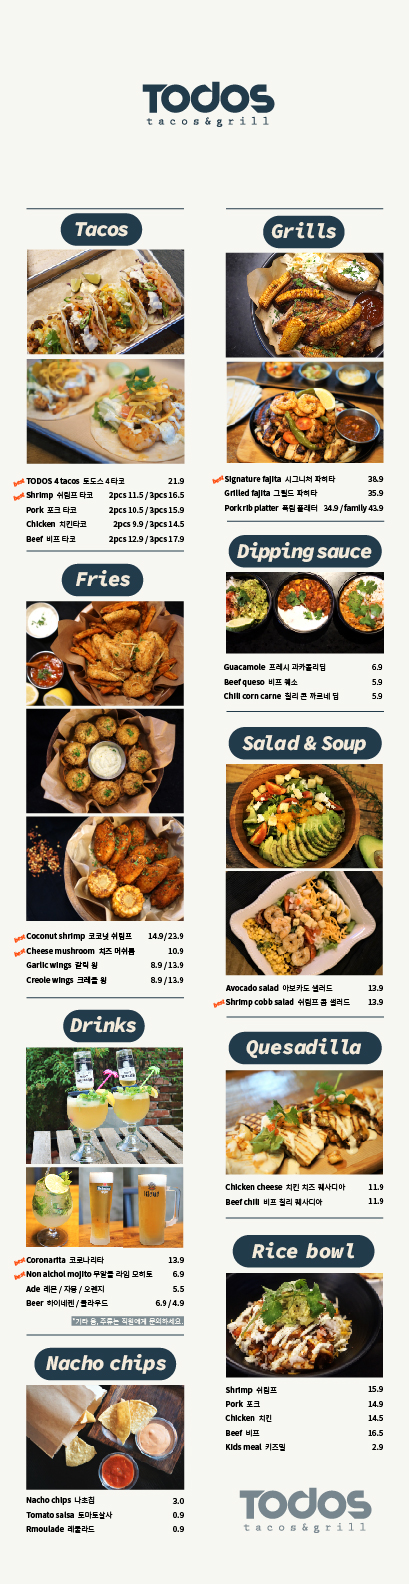 TODOS
tacos&grill
Tacos
TODOS 4 tacos 토도스 4 타코 21.9
best
Shrimp 쉬림프 타코 2pcs 11.5 / 3pcs 16.5
best
Pork 포크 타코 2pcs 10.5 / 3pcs 15.9
Chicken 치킨타코 2pcs 9.9 / 3pcs 14.5
Beef 비프 타코 2pcs 12.9 / 3pcs 17.9
Fries
best
Coconut shrimp 코코넛 쉬림프 14.9/23.9
best
Cheese mushroom 치즈 머쉬룸 10.9
Garlic wings 갈릭 윙 8.9 / 13.9
Creole wings 크레올 윙 8.9 / 13.9
Drinks
best
Coronarita 코로나리타 13.9
best
Non alchol mojito 무알콜 라임 모히토 6.9
Ade 레몬 / 자몽 / 오렌지 5.5
Beer 하이네켄 / 클라우드 6.9 / 4.9
*기타 음, 주류는 직원에게 문의하세요.
Nacho chips
Nacho chips 나초칩 3.0
Tomato salsa 토마토살사 0.9
Rmoulade 레물라드 0.9
Grills
best
Signature fajita 시그니처 파히타 38.9
Grilled fajita 그릴드 파히타 35.9
Pork rib platter 폭립 플래터 34.9 / family 43.9
Dipping sauce
Guacamole 프레시 과카몰리딥 6.9
Beef queso 비프 퀘소 5.9
Chili corn carne 칠리 콘 까르네 딥 5.9
Salad & Soup
Avocado salad 아보카도 샐러드 13.9
best
Shrimp cobb salad 쉬림프 콥 샐러드 13.9
Quesadilla
Chicken cheese 치킨 치즈 퀘사디아 11.9
Beef chili 비프 칠리 퀘사디아 11.9
Rice bowl
Shrimp 쉬림프 15.9
Pork 포크 14.9
Chicken 치킨 14.5
Beef 비프 16.5
Kids meal 키즈밀 2.9
TODOS
tacos&grill